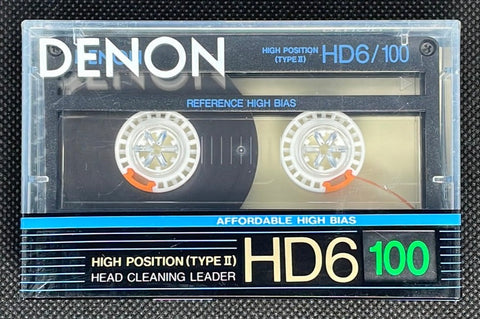 DENON
HIGH POSITION
(TYPE II)
HD6/100
REFERENCE HIGH BIAS
AFFORDABLE HIGH BIAS
HIGH POSITION (TYPE II)
HEAD CLEANING LEADER
HD6 100